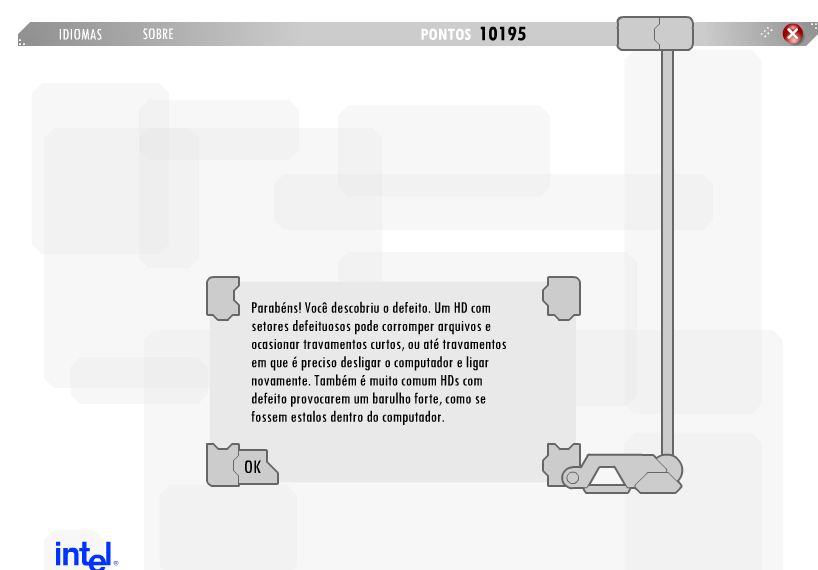 IDIOMAS SOBRE PONTOS 10195
Parabéns! Você descobriu o defeito. Um HD com
setores defeituosos pode corromper arquivos e
ocasionar travamentos curtos, ou até travamentos
em que é preciso desligar o computador e ligar
novamente. Também é muito comum HDs com
defeito provocarem um barulho forte, como se
fossem estalos dentro do computador.
OK
intel®